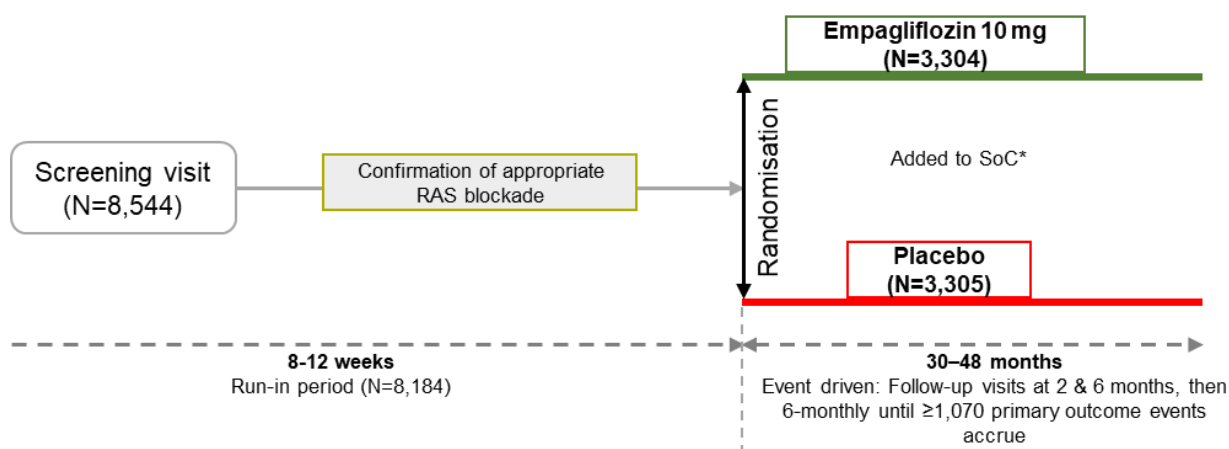 Empagliflozin 10 mg
(N=3,304)
Screening visit
(N=8,544)
Confirmation of appropriate
RAS blockade
Randomisation
Added to SoC*
Placebo
(N=3,305)
8-12 weeks
Run-in period (N=8,184)
30–48 months
Event driven: Follow-up visits at 2 & 6 months, then
6-monthly until ≥1,070 primary outcome events
accrue